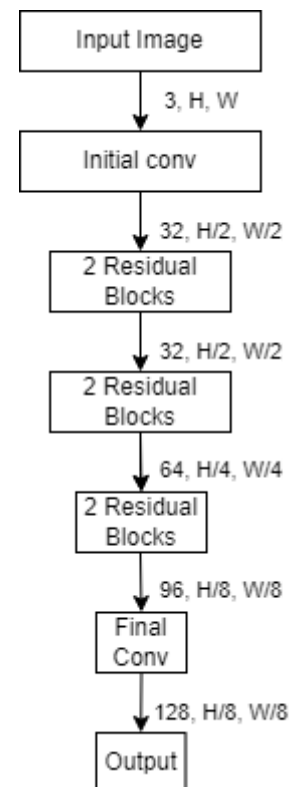 Input Image
3, H, W
Initial conv
32, H/2, W/2
2 Residual
Blocks
32, H/2, W/2
2 Residual
Blocks
64, H/4, W/4
2 Residual
Blocks
96, H/8, W/8
Final
Conv
128, H/8, W/8
Output